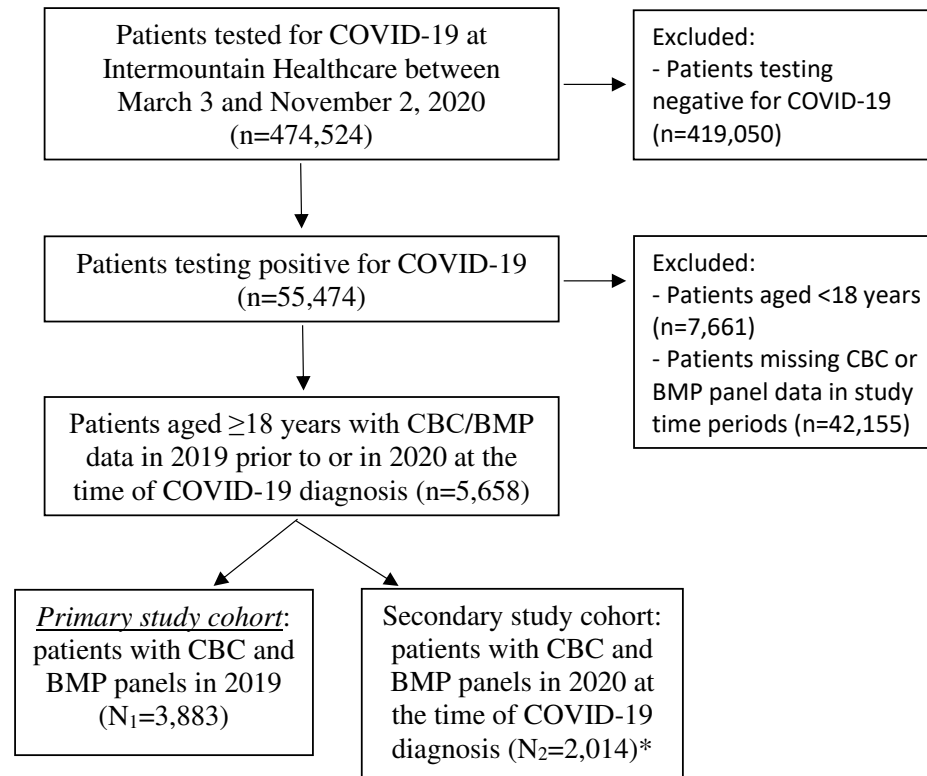 Patients tested for COVID-19 at
Intermountain Healthcare between
March 3 and November 2, 2020
(n=474,524)
Excluded:
- Patients testing
negative for COVID-19
(n=419,050)
Patients testing positive for COVID-19
(n=55,474)
Excluded:
- Patients aged <18 years
(n=7,661)
- Patients missing CBC or
BMP panel data in study
time periods (n=42,155)
Patients aged ≥18 years with CBC/BMP
data in 2019 prior to or in 2020 at the
time of COVID-19 diagnosis (n=5,658)
Primary study cohort:
patients with CBC and
BMP panels in 2019
(N₁=3,883)
Secondary study cohort:
patients with CBC and
BMP panels in 2020 at
the time of COVID-19
diagnosis (N₂=2,014)*